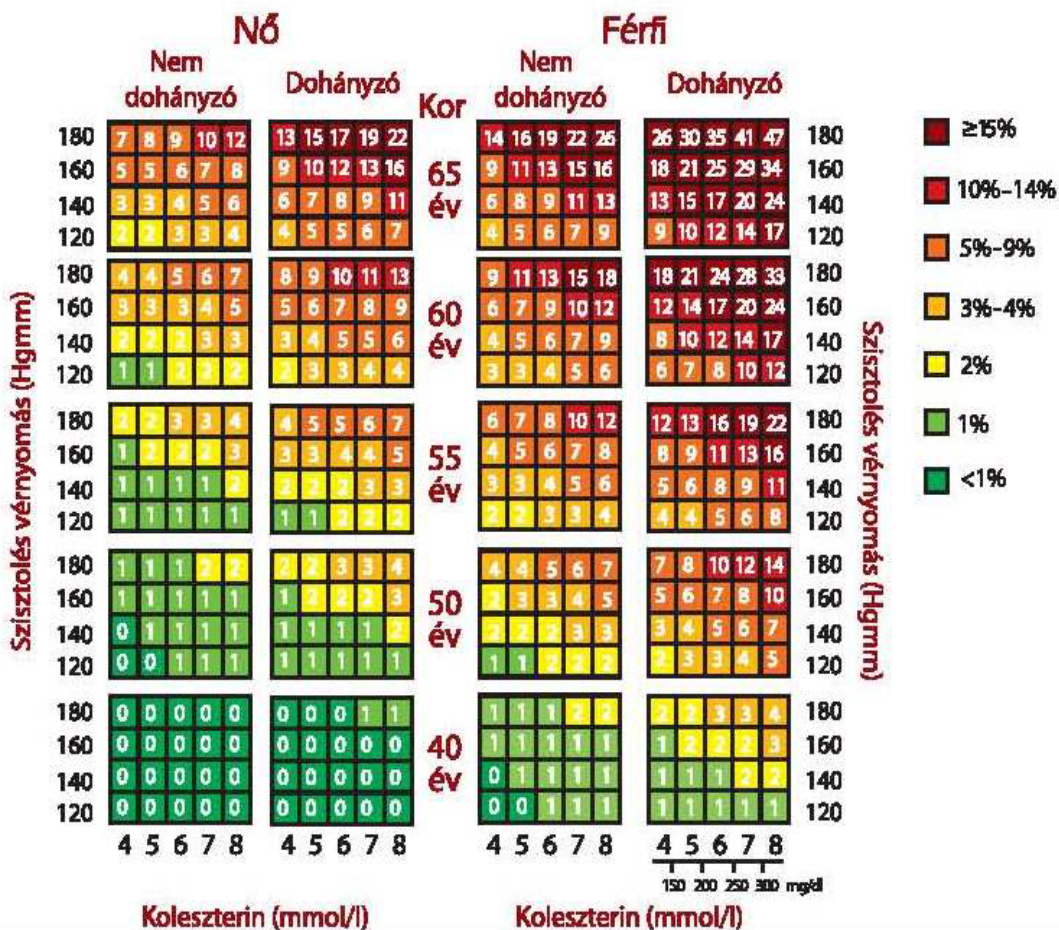 Nő Férfi
Nem dohányzó Dohányzó Kor Nem dohányzó Dohányzó
180 7 8 9 10 12 13 15 17 19 22 14 16 19 22 26 26 30 35 41 47 180 ≥15%
160 5 5 6 7 8 9 10 12 13 16 65 év 9 11 13 15 16 18 21 25 29 34 160 10%-14%
140 3 3 4 5 6 6 7 8 9 11 6 8 9 11 13 13 15 17 20 24 140 5%-9%
120 2 2 3 3 4 4 5 5 6 7 4 5 6 7 9 9 10 12 14 17 120 3%-4%
180 4 4 5 6 7 8 9 10 11 13 9 11 13 15 18 18 21 24 28 33 180 2%
160 3 3 3 4 5 5 6 7 8 9 60 év 6 7 9 10 12 12 14 17 20 24 160 1%
140 2 2 2 3 3 3 4 5 5 6 4 5 6 7 9 8 10 12 14 17 140 <1%
120 1 1 2 2 2 2 3 3 4 4 3 3 4 5 6 6 7 8 10 12 120
180 2 2 3 3 4 4 5 5 6 7 6 7 8 10 12 12 13 16 19 22 180
160 1 2 2 2 3 3 3 4 4 5 55 év 4 5 6 7 8 8 9 11 13 16 160
140 1 1 1 1 2 2 2 2 3 3 3 3 4 5 6 5 6 8 9 11 140
120 1 1 1 1 1 1 1 2 2 2 2 2 3 3 4 4 4 5 6 8 120
180 1 1 1 2 2 2 2 3 3 4 4 4 5 6 7 7 8 10 12 14 180
160 1 1 1 1 1 1 2 2 2 3 50 év 2 3 3 4 5 5 6 7 8 10 160
140 0 1 1 1 1 1 1 1 1 2 2 2 2 3 3 3 4 5 6 7 140
120 0 0 1 1 1 1 1 1 1 1 1 1 2 2 2 2 3 3 4 5 120
180 0 0 0 0 0 0 0 0 1 1 1 1 1 2 2 2 2 3 3 4 180
160 0 0 0 0 0 0 0 0 0 0 40 év 1 1 1 1 1 1 2 2 2 3 160
140 0 0 0 0 0 0 0 0 0 0 0 1 1 1 1 1 1 1 2 2 140
120 0 0 0 0 0 0 0 0 0 0 0 0 1 1 1 1 1 1 1 1 120
4 5 6 7 8 4 5 6 7 8 4 5 6 7 8 4 5 6 7 8
150 200 250 300 mg/dl
Koleszterin (mmol/l) Koleszterin (mmol/l)
Szisztolés vérnyomás (Hgmm)
Szisztolés vérnyomás (Hgmm)